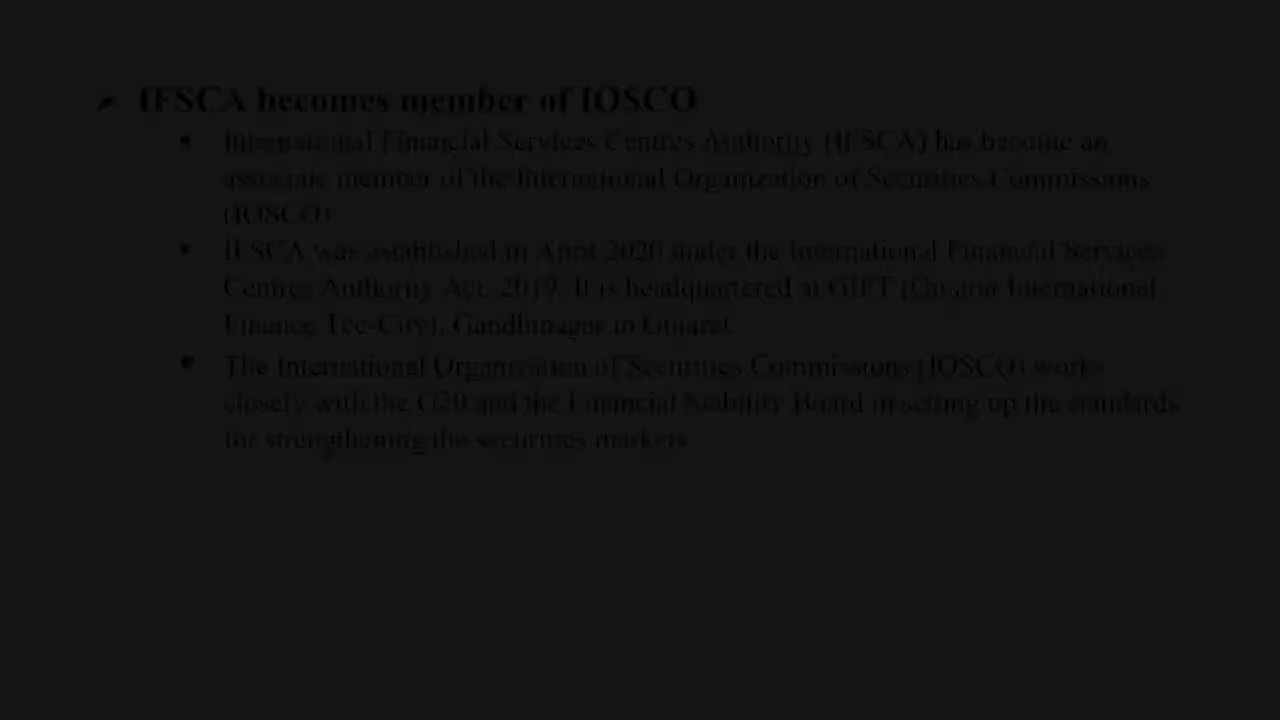 ➤ IFSCA becomes member of IOSCO
• International Financial Services Centres Authority (IFSCA) has become an
associate member of the International Organization of Securities Commissions
(IOSCO)
• IFSCA was established in April 2020 under the International Financial Services
Centres Authority Act, 2019. It is headquartered at GIFT (Gujarat International
Finance Tec-City), Gandhinagar in Gujarat.
• The International Organization of Securities Commissions (IOSCO) works
closely with the G20 and the Financial Stability Board in setting up the standards
for strengthening the securities markets